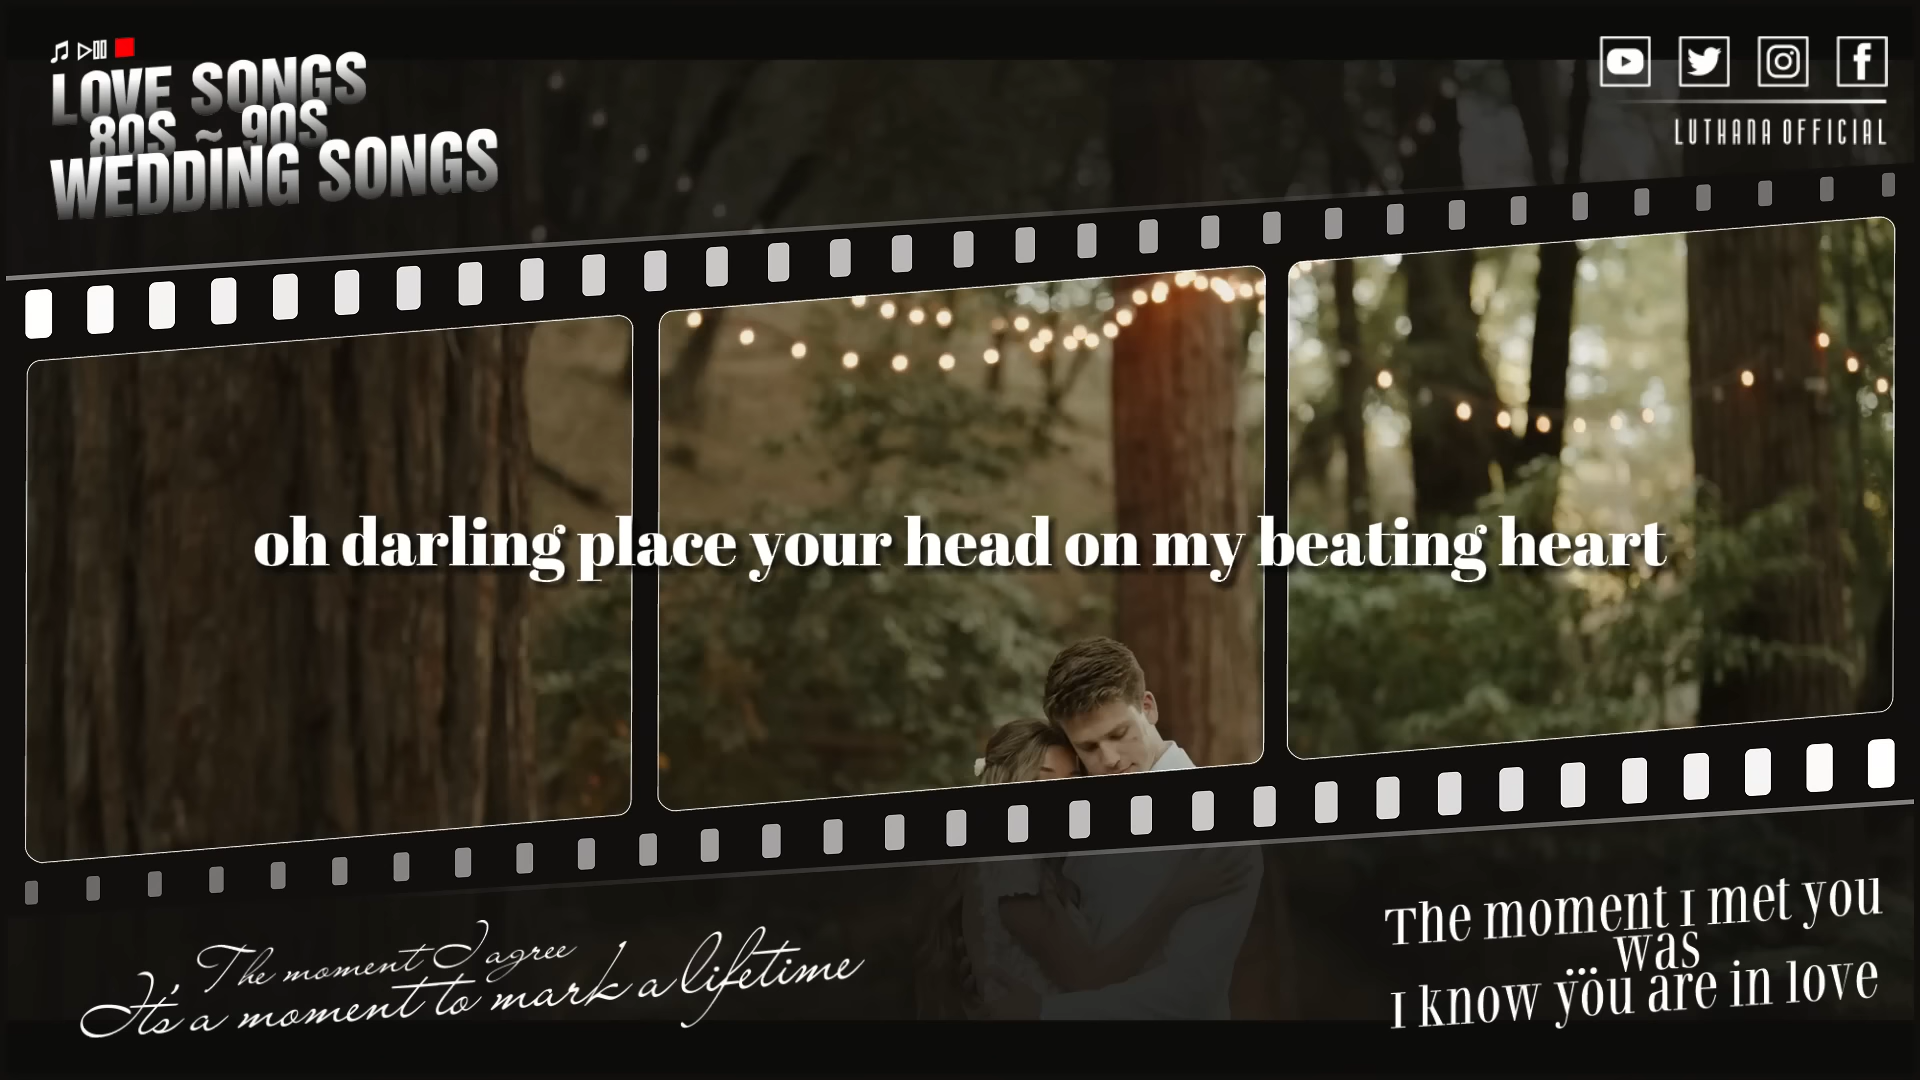 LOVE SONGS
80S ~ 90S
WEDDING SONGS
LUTHANA OFFICIAL
oh darling place your head on my beating heart
The moment I agree
It's a moment to mark a lifetime
The moment I met you
was
I know you are in love